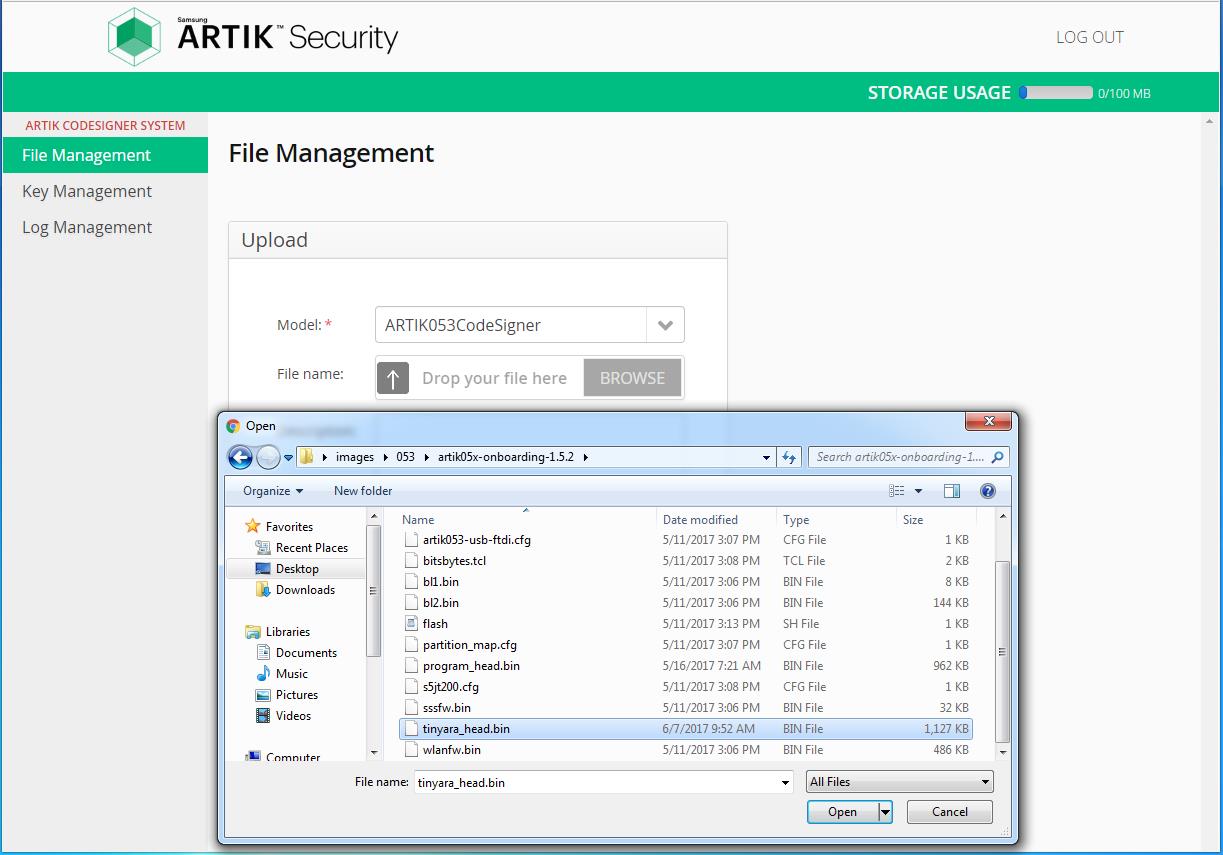 Samsung
ARTIK™ Security
LOG OUT
STORAGE USAGE 0/100 MB
ARTIK CODESIGNER SYSTEM
File Management
Key Management
Log Management
File Management
Upload
Model: *
ARTIK053CodeSigner
File name:
Drop your file here
BROWSE
Open
images 053 artik05x-onboarding-1.5.2
Search artik05x-onboarding-1....
Organize New folder
Favorites
Recent Places
Desktop
Downloads
Libraries
Documents
Music
Pictures
Videos
Computer
Name Date modified Type Size
artik053-usb-ftdi.cfg 5/11/2017 3:07 PM CFG File 1 KB
bitsbytes.tcl 5/11/2017 3:08 PM TCL File 2 KB
bl1.bin 5/11/2017 3:06 PM BIN File 8 KB
bl2.bin 5/11/2017 3:06 PM BIN File 144 KB
flash 5/11/2017 3:13 PM SH File 1 KB
partition_map.cfg 5/11/2017 3:07 PM CFG File 1 KB
program_head.bin 5/16/2017 7:21 AM BIN File 962 KB
s5jt200.cfg 5/11/2017 3:08 PM CFG File 1 KB
sssfw.bin 5/11/2017 3:06 PM BIN File 32 KB
tinyara_head.bin 6/7/2017 9:52 AM BIN File 1,127 KB
wlanfw.bin 5/11/2017 3:06 PM BIN File 486 KB
File name: tinyara_head.bin
All Files
Open
Cancel